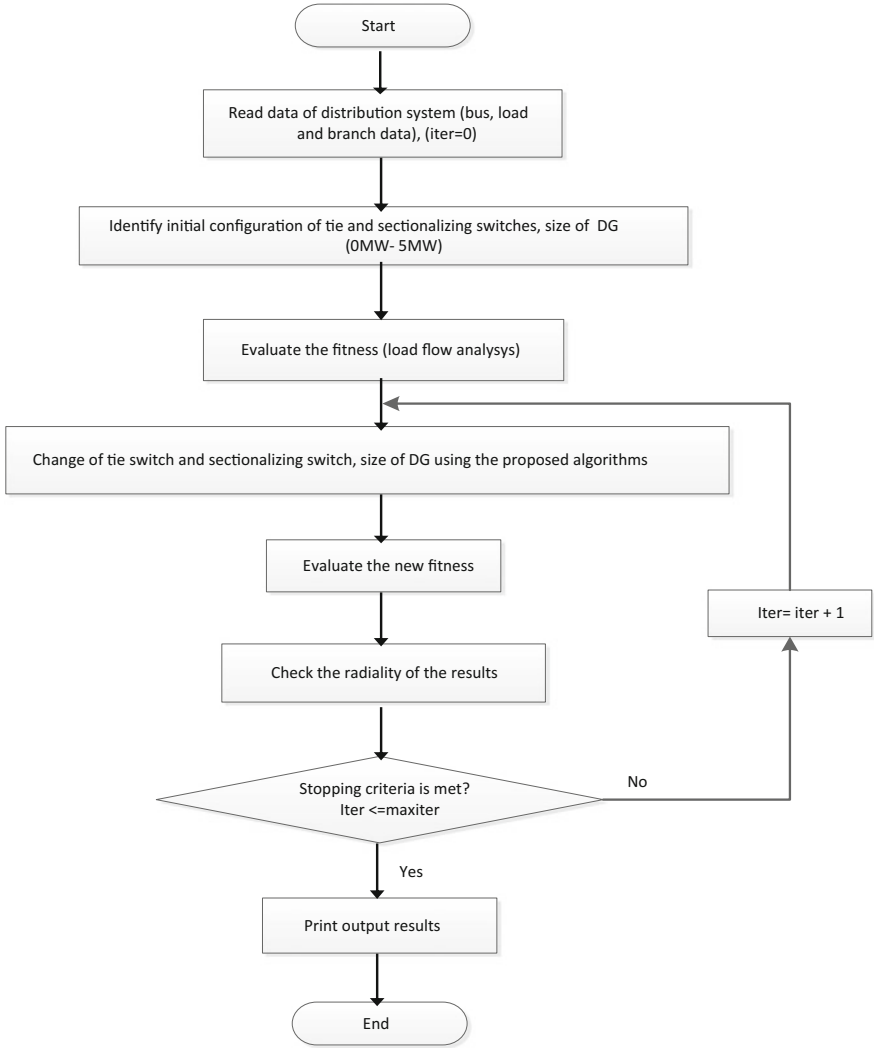 Start
Read data of distribution system (bus, load
and branch data), (iter=0)
Identify initial configuration of tie and sectionalizing switches, size of DG
(0MW- 5MW)
Evaluate the fitness (load flow analysys)
Change of tie switch and sectionalizing switch, size of DG using the proposed algorithms
Evaluate the new fitness
Iter= iter + 1
Check the radiality of the results
Stopping criteria is met?
Iter <=maxiter
No
Yes
Print output results
End